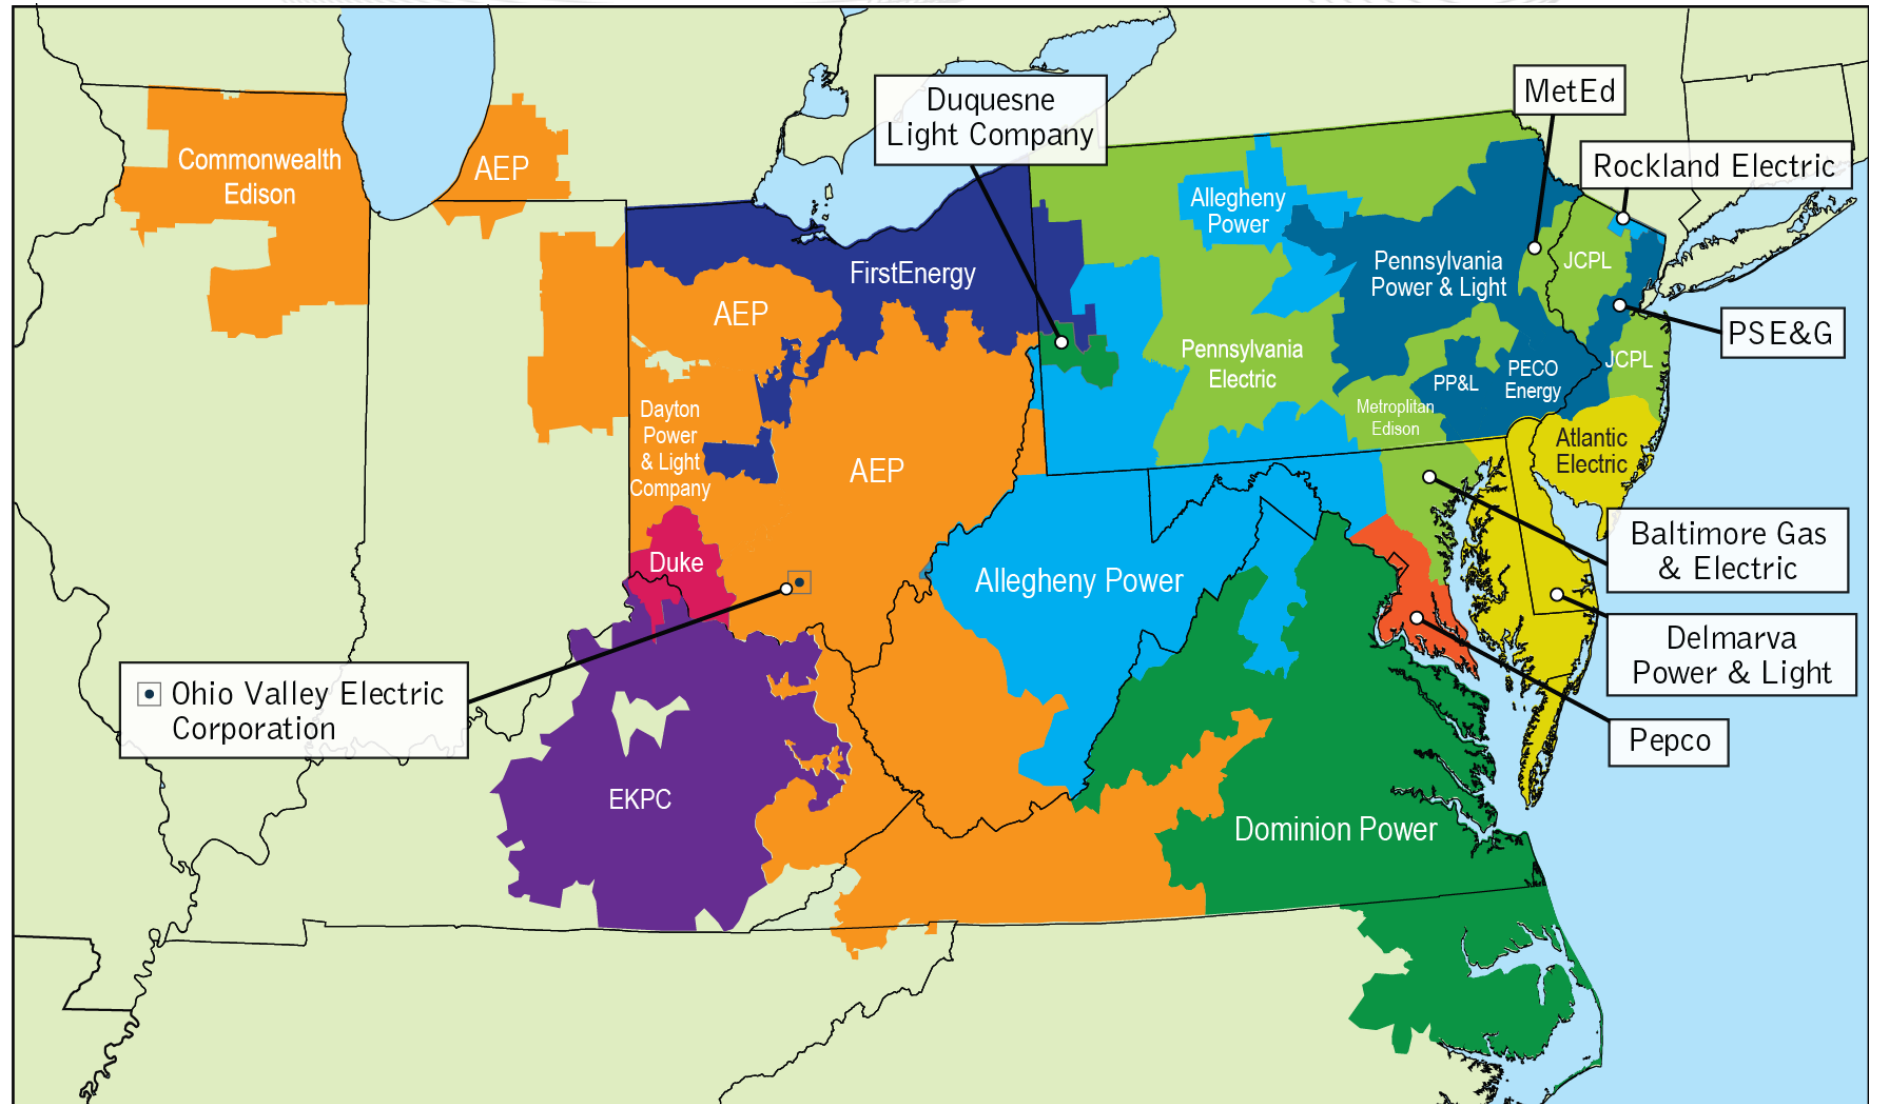 MetEd
Duquesne
Light Company
Rockland Electric
Commonwealth
Edison
AEP
Allegheny
Power
JCPL
Pennsylvania
Power & Light
FirstEnergy
AEP
PSE&G
Pennsylvania
Electric
JCPL
PP&L
PECO
Energy
Metroplitan
Edison
Dayton
Power
& Light
Company
AEP
Atlantic
Electric
Baltimore Gas
& Electric
Duke
Allegheny Power
Delmarva
Power & Light
Ohio Valley Electric
Corporation
Pepco
EKPC
Dominion Power